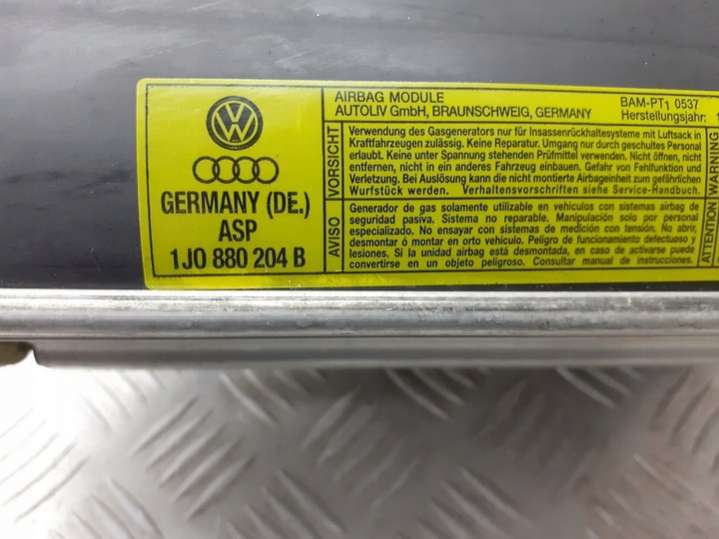 VW
GERMANY (DE.)
ASP
1J0 880 204 B
AIRBAG MODULE
AUTOLIV GmbH, BRAUNSCHWEIG, GERMANY
BAM-PT1 0537
Herstellungsjahr: 1
VORSICHT
Verwendung des Gasgenerators nur für Insassenrückhaltesysteme mit Luftsack in
Kraftfahrzeugen zulässig. Keine Reparatur. Umgang nur durch geschultes Personal
erlaubt. Keine unter Spannung stehenden Prüfmittel verwenden. Nicht öffnen, nicht
entfernen, nicht in ein anderes Fahrzeug einbauen. Gefahr von Fehlfunktion und
Verletzung. Bei Auslösung kann die nicht montierte Airbageinheit zum gefährlichen
Wurfstück werden. Verhaltensvorschriften siehe Service-Handbuch.
AVISO
Generador de gas solamente utilizable en vehículos con sistemas airbag de
seguridad pasiva. Sistema no reparable. Manipulación solo por personal
especializado. No ensayar con sistemas de medición con tensión. No abrir,
desmontar ó montar en orto vehículo. Peligro de funcionamiento defectuoso y
lesiones. Si la unidad airbag está desmontada, en caso de activarse puede
convertirse en un objeto peligroso. Consultar manual de instrucciones.
WARNING
ATTENTION